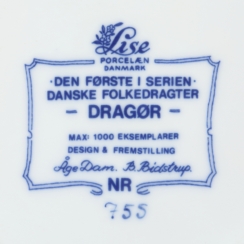 Lise
PORCELÆN
DANMARK
·DEN FØRSTE I SERIEN·
DANSKE FOLKEDRAGTER
- DRAGØR -
MAX: 1000 EKSEMPLARER
DESIGN & FREMSTILLING
Åge Dam. B. Bidstrup.
NR
755